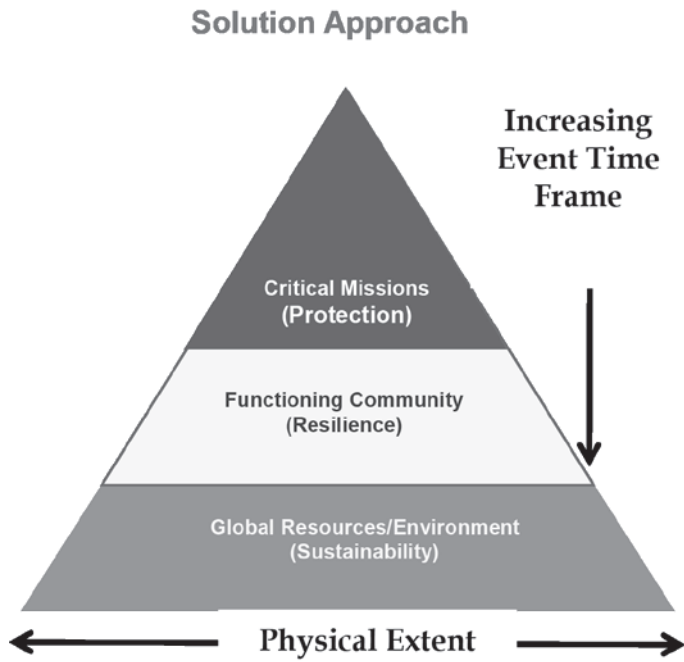 Solution Approach
Increasing
Event Time
Frame
Critical Missions
(Protection)
Functioning Community
(Resilience)
Global Resources/Environment
(Sustainability)
Physical Extent